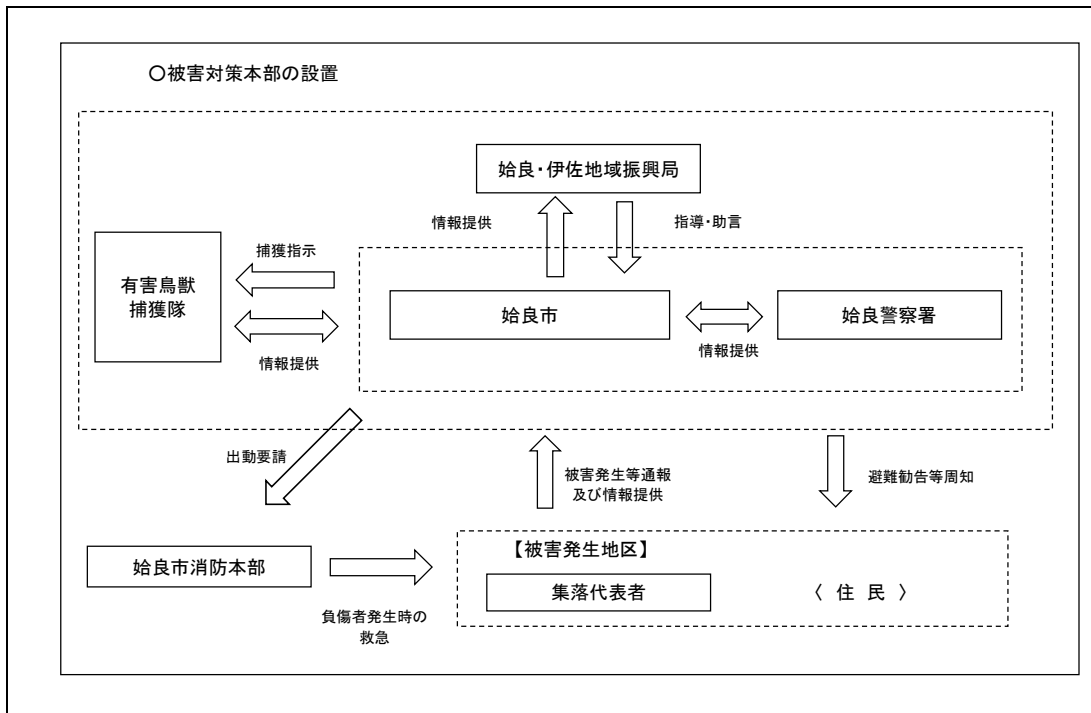 〇被害対策本部の設置
姶良・伊佐地域振興局
情報提供
指導・助言
有害鳥獣
捕獲隊
捕獲指示
情報提供
姶良市
情報提供
姶良警察署
出動要請
被害発生等通報
及び情報提供
避難勧告等周知
姶良市消防本部
負傷者発生時の
救急
【被害発生地区】
集落代表者
〈 住 民 〉